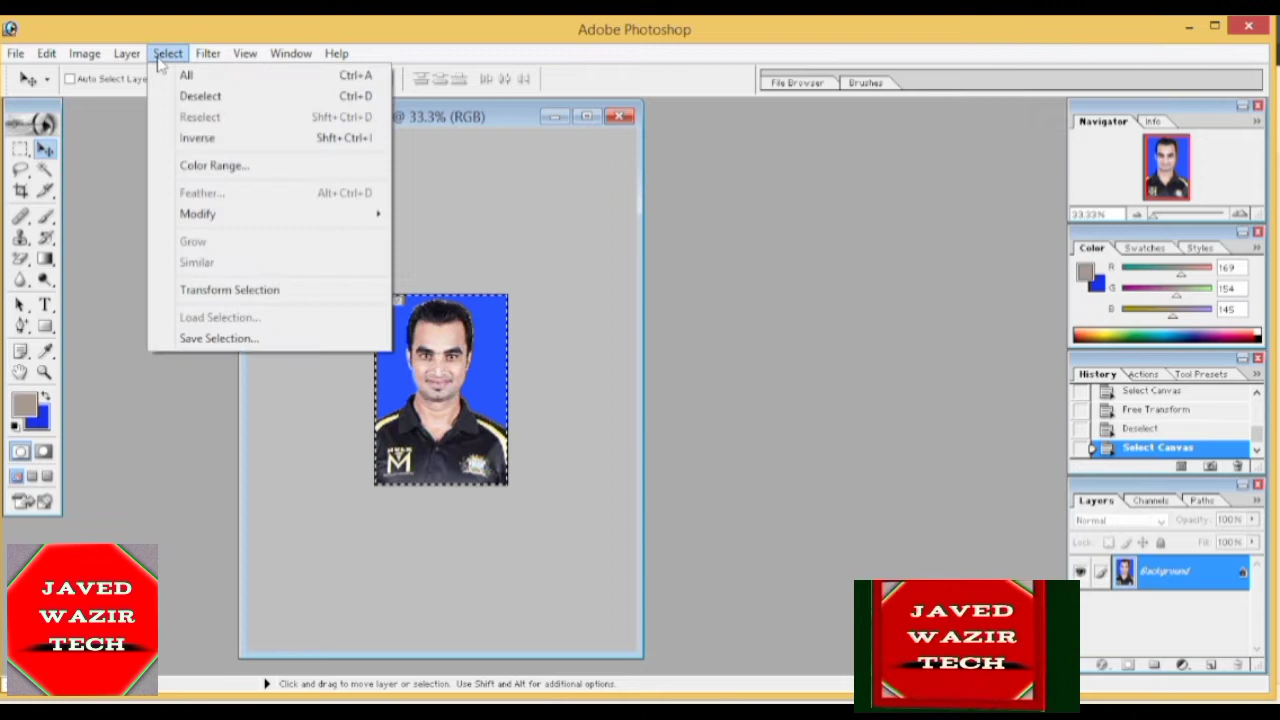 Adobe Photoshop
File Edit Image Layer Select Filter View Window Help
Auto Select Laye
File Browser Brushes
All Ctrl+A
Deselect Ctrl+D
Reselect Shft+Ctrl+D
Inverse Shft+Ctrl+I
Color Range...
Feather... Alt+Ctrl+D
Modify
Grow
Similar
Transform Selection
Load Selection...
Save Selection...
@ 33.3% (RGB)
Navigator Info
33.33%
Color Swatches Styles
R 169
G 154
B 145
History Actions Tool Presets
Select Canvas
Free Transform
Deselect
Select Canvas
Layers Channels Paths
Normal Opacity: 100%
Lock: Fill: 100%
Background
M
JAVED
WAZIR
TECH
JAVED
WAZIR
TECH
Click and drag to move layer or selection. Use Shift and Alt for additional options.